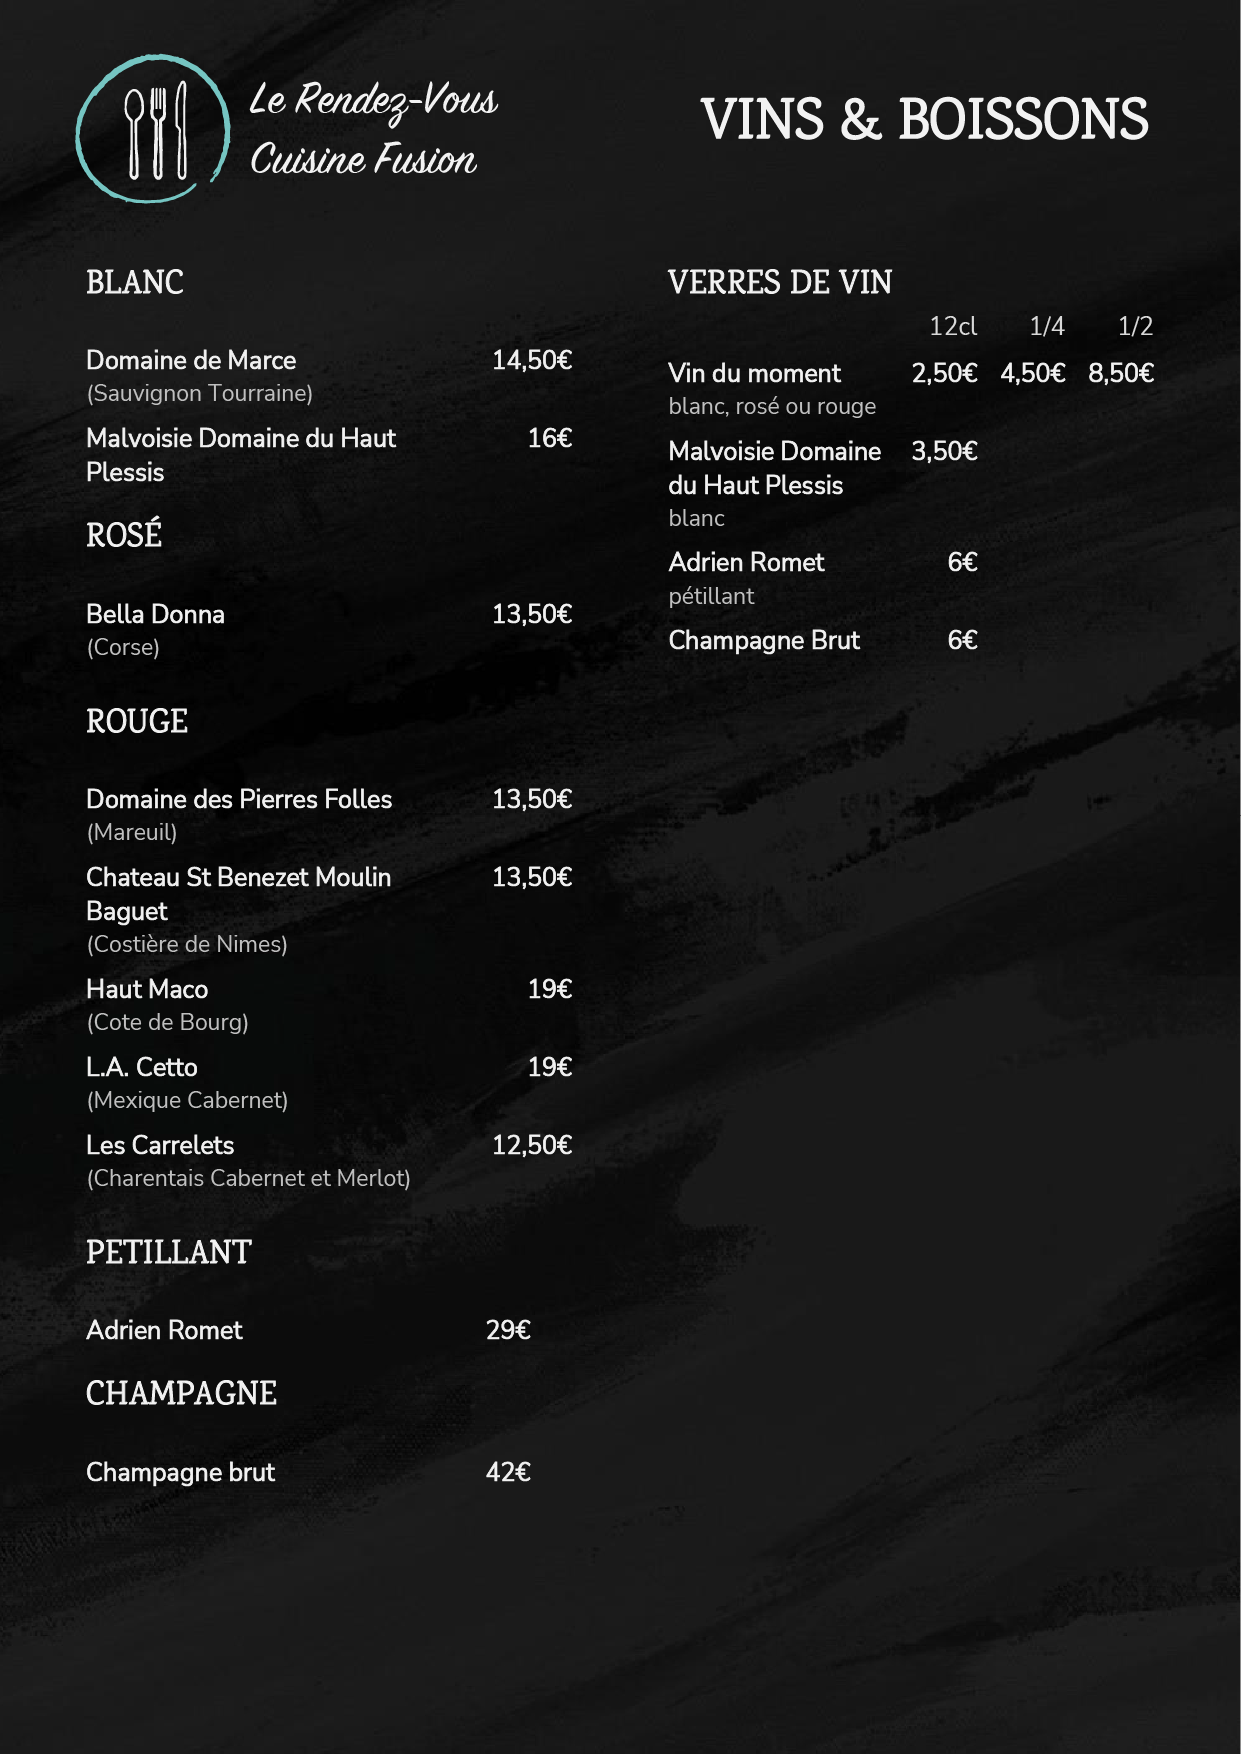 Le Rendez-Vous
Cuisine Fusion
VINS & BOISSONS
BLANC
Domaine de Marce 14,50€
(Sauvignon Tourraine)
Malvoisie Domaine du Haut 16€
Plessis
ROSÉ
Bella Donna 13,50€
(Corse)
ROUGE
Domaine des Pierres Folles 13,50€
(Mareuil)
Chateau St Benezet Moulin 13,50€
Baguet
(Costière de Nimes)
Haut Maco 19€
(Cote de Bourg)
L.A. Cetto 19€
(Mexique Cabernet)
Les Carrelets 12,50€
(Charentais Cabernet et Merlot)
PETILLANT
Adrien Romet 29€
CHAMPAGNE
Champagne brut 42€
VERRES DE VIN
12cl 1/4 1/2
Vin du moment 2,50€ 4,50€ 8,50€
blanc, rosé ou rouge
Malvoisie Domaine 3,50€
du Haut Plessis
blanc
Adrien Romet 6€
pétillant
Champagne Brut 6€